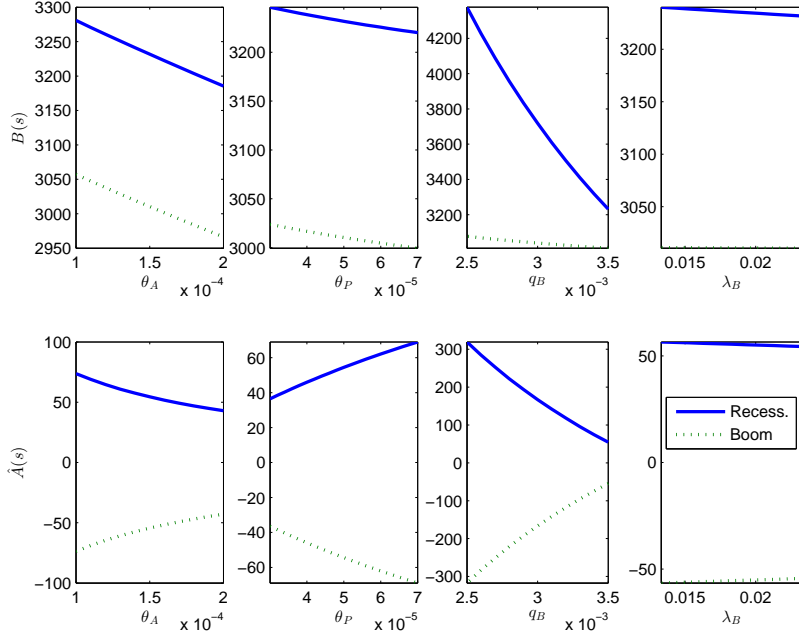 3300
3250
3200
3150
3100
3050
3000
2950
B(s)
1 1.5 2
θ_A
x 10⁻⁴
3200
3150
3100
3050
3000
4 5 6 7
θ_P
x 10⁻⁵
4200
4000
3800
3600
3400
3200
2.5 3 3.5
q_B
x 10⁻³
3200
3150
3100
3050
0.015 0.02
λ_B
100
50
0
−50
−100
Â(s)
1 1.5 2
θ_A
x 10⁻⁴
60
40
20
0
−20
−40
−60
4 5 6 7
θ_P
x 10⁻⁵
300
200
100
0
−100
−200
−300
2.5 3 3.5
q_B
x 10⁻³
50
0
−50
0.015 0.02
λ_B
Recess.
Boom